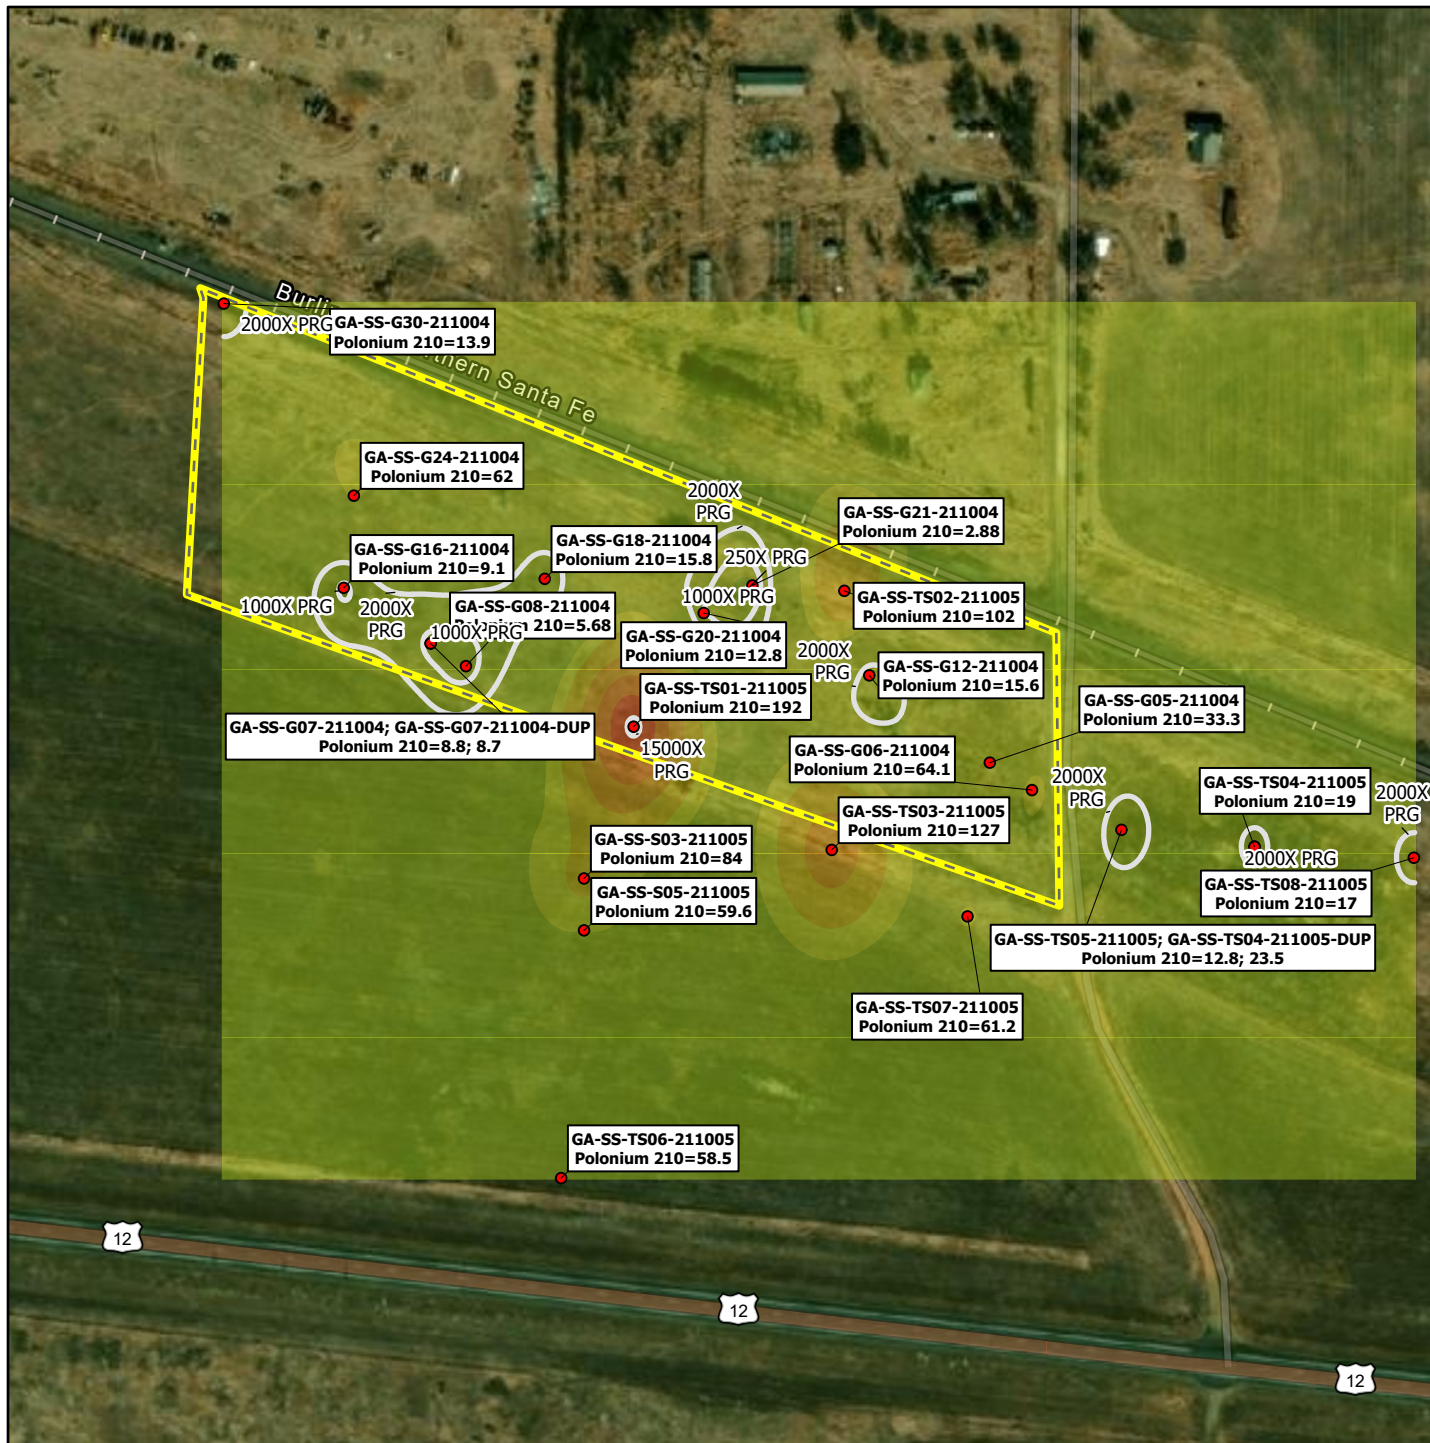 Burli
2000X PRG
GA-SS-G30-211004
Polonium 210=13.9
rthern Santa Fe
GA-SS-G24-211004
Polonium 210=62
2000X
PRG
GA-SS-G21-211004
Polonium 210=2.88
GA-SS-G18-211004
Polonium 210=15.8
GA-SS-G16-211004
Polonium 210=9.1
250X PRG
1000X PRG
1000X PRG
2000X
PRG
GA-SS-G08-211004
Polonium 210=5.68
1000X PRG
GA-SS-TS02-211005
Polonium 210=102
GA-SS-G20-211004
Polonium 210=12.8
2000X
PRG
GA-SS-G12-211004
Polonium 210=15.6
GA-SS-TS01-211005
Polonium 210=192
GA-SS-G05-211004
Polonium 210=33.3
GA-SS-G07-211004; GA-SS-G07-211004-DUP
Polonium 210=8.8; 8.7
15000X
PRG
GA-SS-G06-211004
Polonium 210=64.1
2000X
PRG
GA-SS-TS04-211005
Polonium 210=19
2000X
PRG
GA-SS-TS03-211005
Polonium 210=127
GA-SS-S03-211005
Polonium 210=84
2000X PRG
GA-SS-TS08-211005
Polonium 210=17
GA-SS-S05-211005
Polonium 210=59.6
GA-SS-TS05-211005; GA-SS-TS04-211005-DUP
Polonium 210=12.8; 23.5
GA-SS-TS07-211005
Polonium 210=61.2
GA-SS-TS06-211005
Polonium 210=58.5
12
12
12